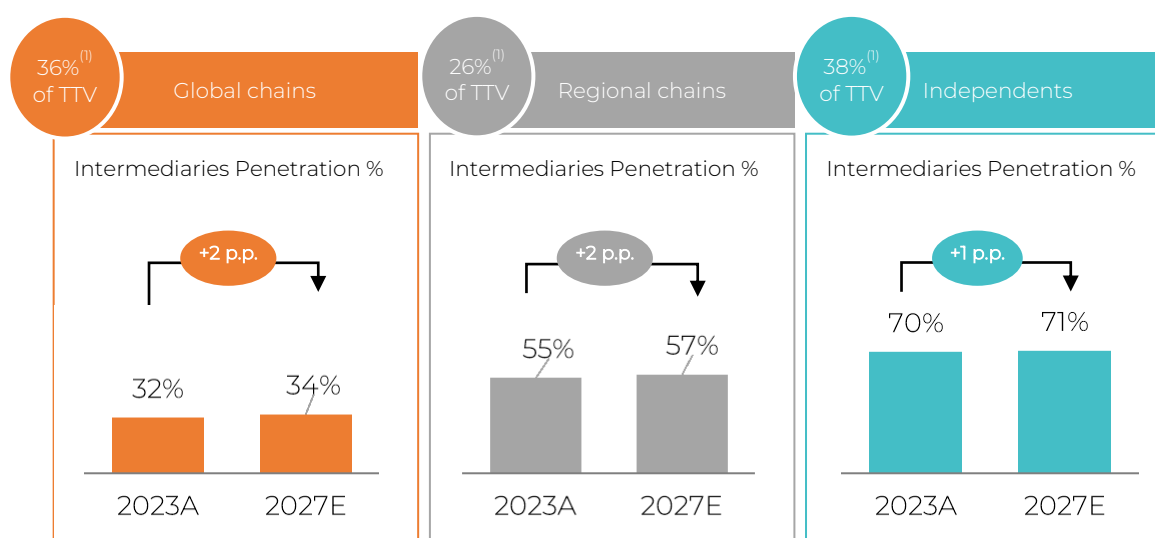 36%(1)
of TTV
Global chains
Intermediaries Penetration %
+2 p.p.
32%
34%
2023A
2027E
26%(1)
of TTV
Regional chains
Intermediaries Penetration %
+2 p.p.
55%
57%
2023A
2027E
38%(1)
of TTV
Independents
Intermediaries Penetration %
+1 p.p.
70%
71%
2023A
2027E